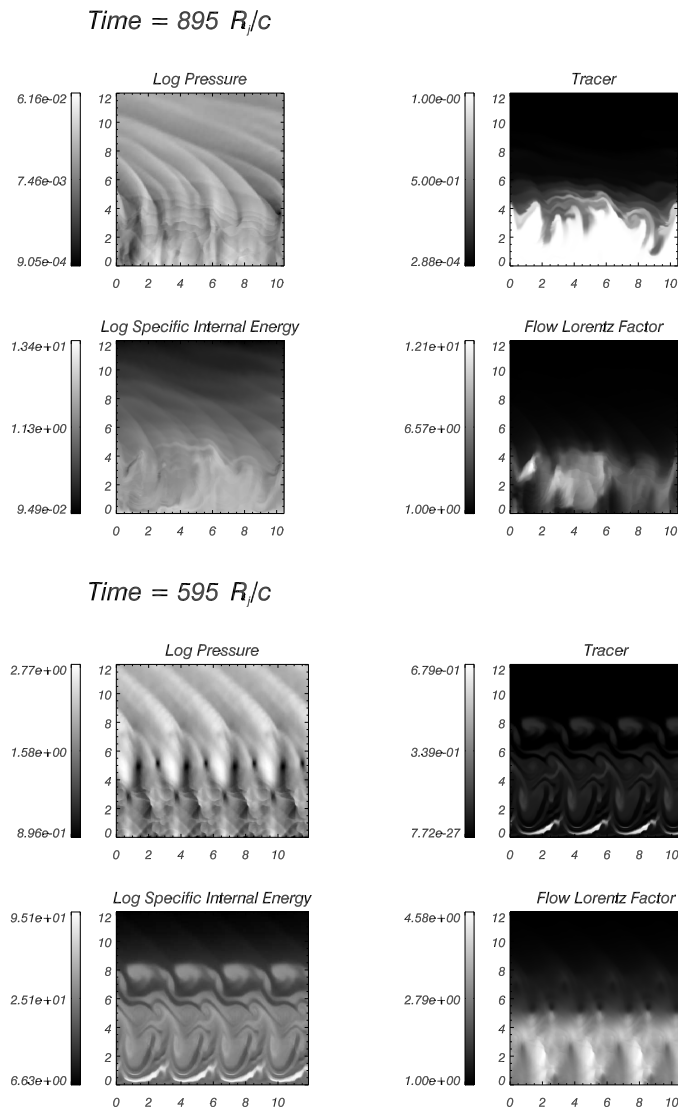 Time = 895 Rj/c
Log Pressure
Tracer
6.16e-02
7.46e-03
9.05e-04
12
10
8
6
4
2
0
0 2 4 6 8 10
1.00e-00
5.00e-01
2.88e-04
12
10
8
6
4
2
0
0 2 4 6 8 10
Log Specific Internal Energy
Flow Lorentz Factor
1.34e+01
1.13e+00
9.49e-02
12
10
8
6
4
2
0
0 2 4 6 8 10
1.21e+01
6.57e+00
1.00e+00
12
10
8
6
4
2
0
0 2 4 6 8 10
Time = 595 Rj/c
Log Pressure
Tracer
2.77e+00
1.58e+00
8.96e-01
12
10
8
6
4
2
0
0 2 4 6 8 10
6.79e-01
3.39e-01
7.72e-27
12
10
8
6
4
2
0
0 2 4 6 8 10
Log Specific Internal Energy
Flow Lorentz Factor
9.51e+01
2.51e+01
6.63e+00
12
10
8
6
4
2
0
0 2 4 6 8 10
4.58e+00
2.79e+00
1.00e+00
12
10
8
6
4
2
0
0 2 4 6 8 10